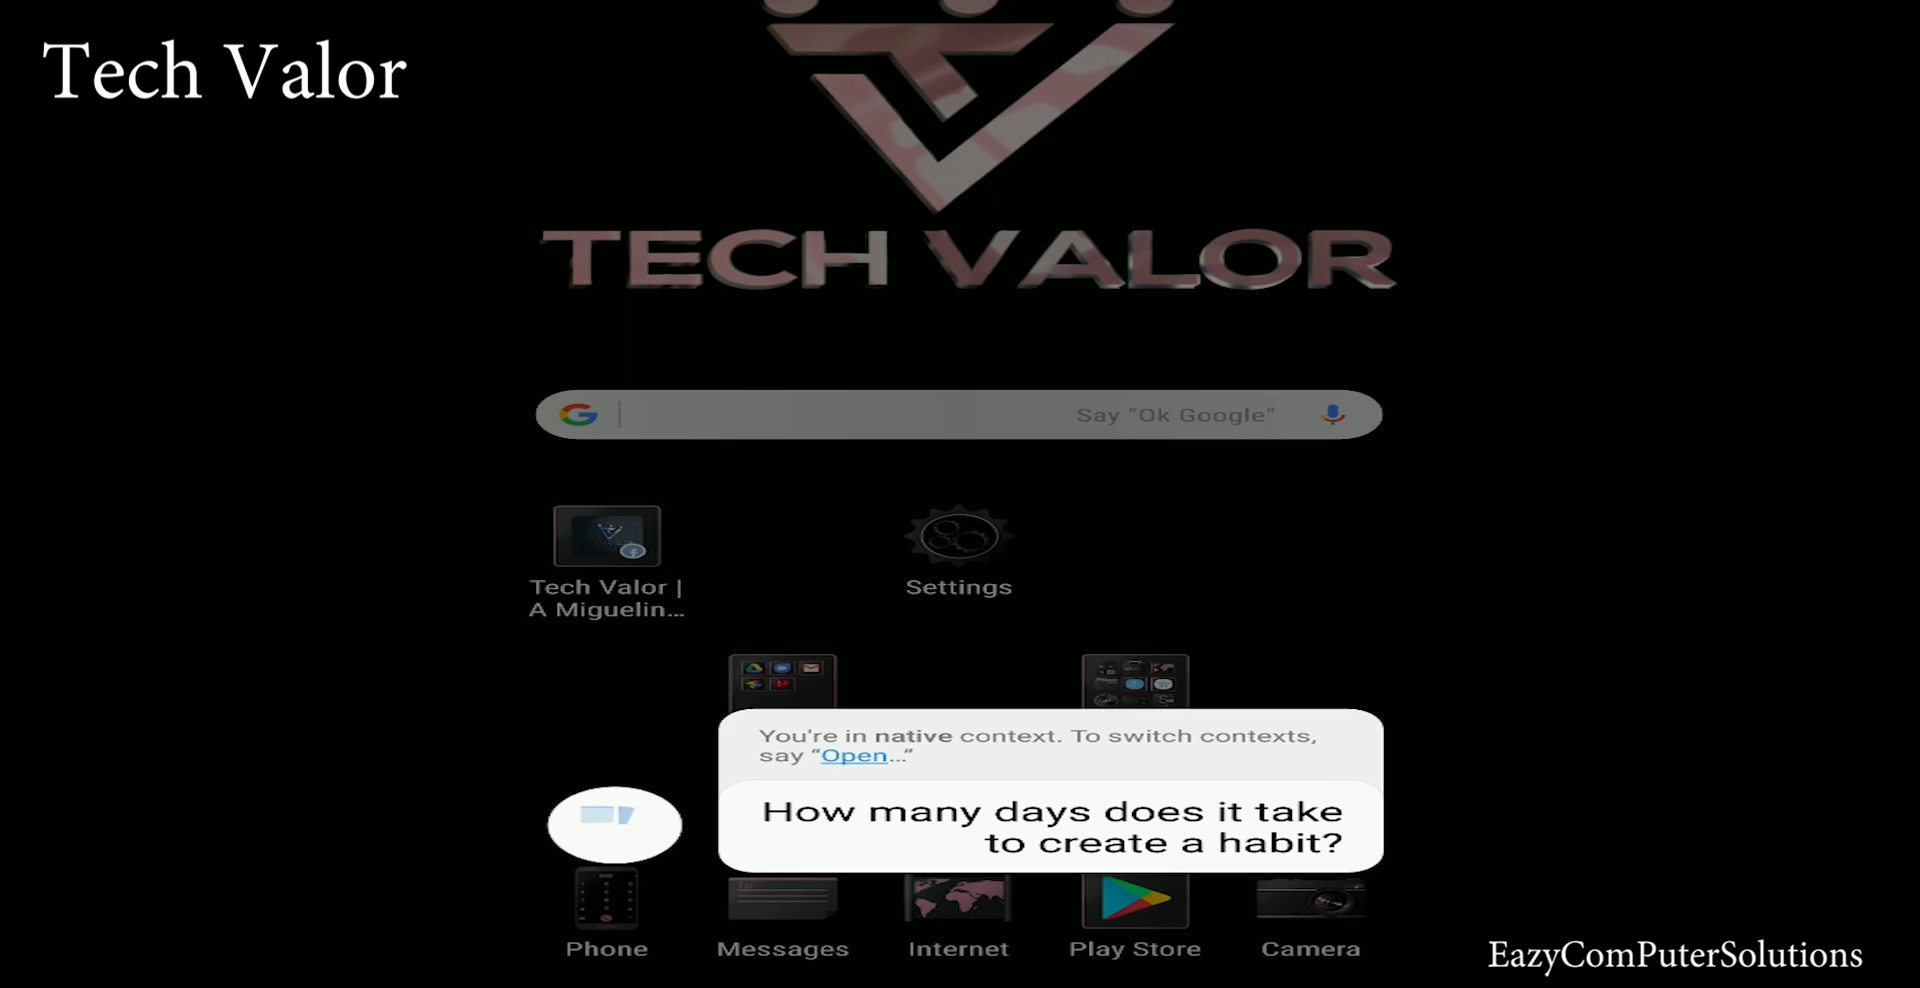 Tech Valor
TECH VALOR
Say "Ok Google"
Tech Valor |
A Miguelin...
Settings
You're in native context. To switch contexts,
say “Open...”
How many days does it take
to create a habit?
To
Phone
Messages
Internet
Play Store
Camera
EazyComPuterSolutions